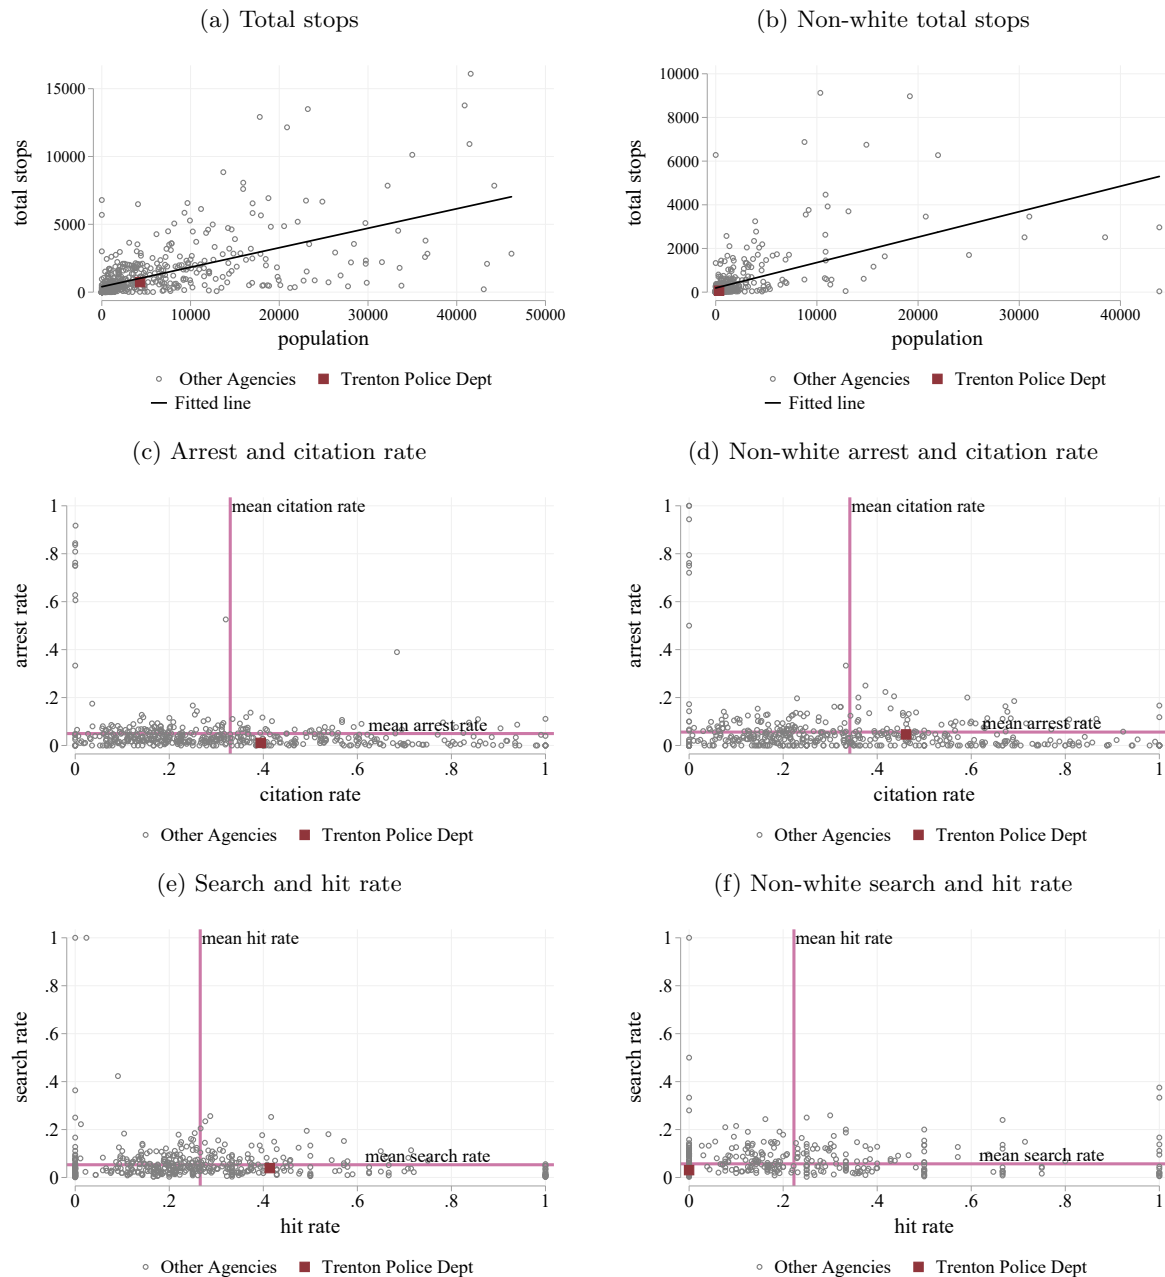 (a) Total stops
(b) Non-white total stops
15000
10000
5000
0
total stops
0 10000 20000 30000 40000 50000
population
Other Agencies Trenton Police Dept
Fitted line
10000
8000
6000
4000
2000
0
total stops
0 10000 20000 30000 40000
population
Other Agencies Trenton Police Dept
Fitted line
(c) Arrest and citation rate
(d) Non-white arrest and citation rate
mean citation rate
1
.8
.6
.4
.2
0
arrest rate
mean arrest rate
0 .2 .4 .6 .8 1
citation rate
Other Agencies Trenton Police Dept
mean citation rate
1
.8
.6
.4
.2
0
arrest rate
mean arrest rate
0 .2 .4 .6 .8 1
citation rate
Other Agencies Trenton Police Dept
(e) Search and hit rate
(f) Non-white search and hit rate
mean hit rate
1
.8
.6
.4
.2
0
search rate
mean search rate
0 .2 .4 .6 .8 1
hit rate
Other Agencies Trenton Police Dept
mean hit rate
1
.8
.6
.4
.2
0
search rate
mean search rate
0 .2 .4 .6 .8 1
hit rate
Other Agencies Trenton Police Dept